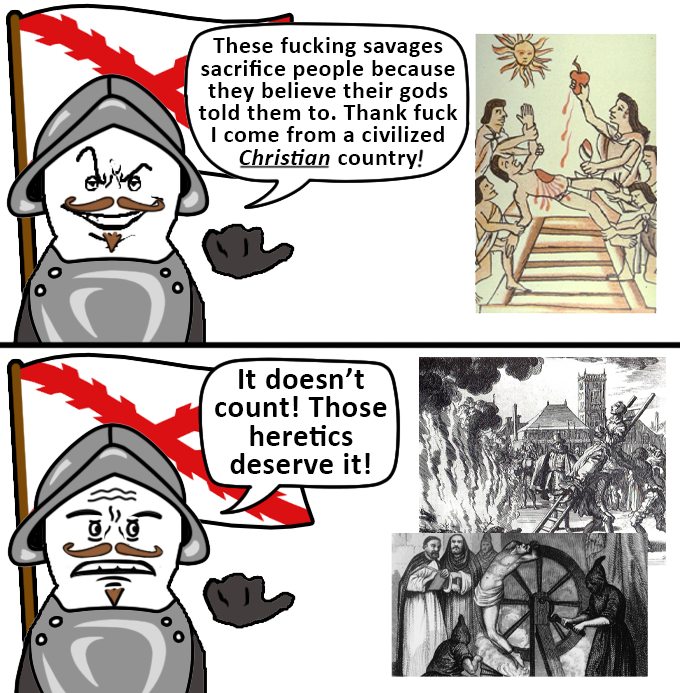 These fucking savages
sacrifice people because
they believe their gods
told them to. Thank fuck
I come from a civilized
Christian country!
It doesn't
count! Those
heretics
deserve it!